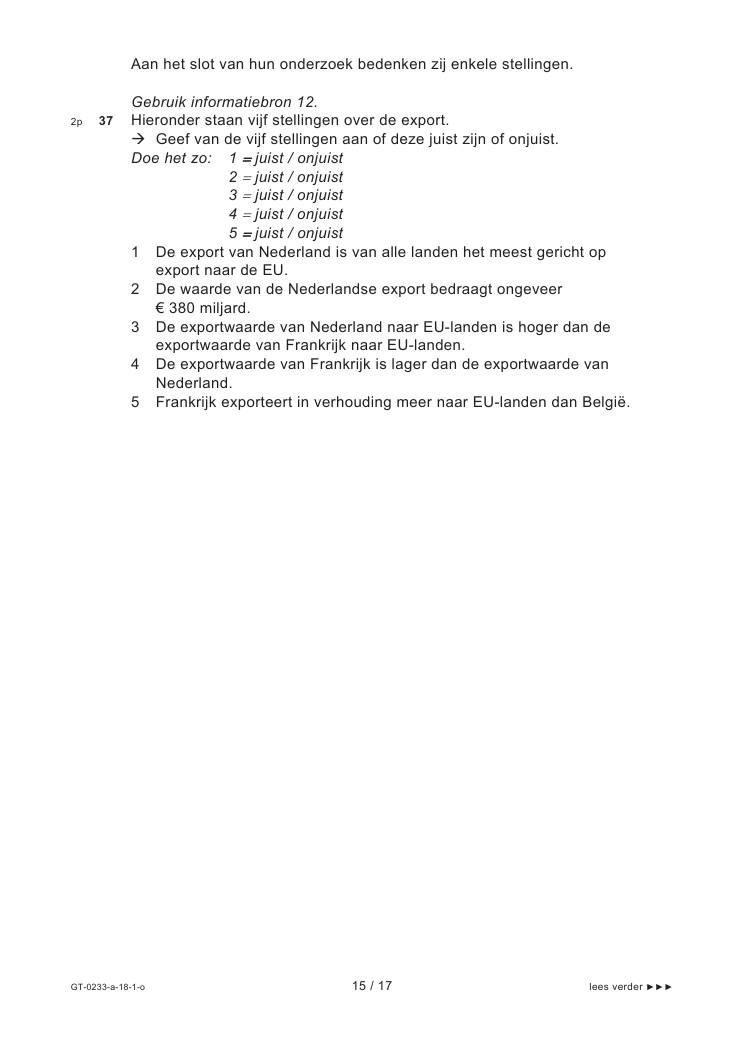 Aan het slot van hun onderzoek bedenken zij enkele stellingen.
Gebruik informatiebron 12.
2p 37 Hieronder staan vijf stellingen over de export.
→ Geef van de vijf stellingen aan of deze juist zijn of onjuist.
Doe het zo: 1 = juist / onjuist
2 = juist / onjuist
3 = juist / onjuist
4 = juist / onjuist
5 = juist / onjuist
1 De export van Nederland is van alle landen het meest gericht op
export naar de EU.
2 De waarde van de Nederlandse export bedraagt ongeveer
€ 380 miljard.
3 De exportwaarde van Nederland naar EU-landen is hoger dan de
exportwaarde van Frankrijk naar EU-landen.
4 De exportwaarde van Frankrijk is lager dan de exportwaarde van
Nederland.
5 Frankrijk exporteert in verhouding meer naar EU-landen dan België.
GT-0233-a-18-1-o 15 / 17 lees verder ►►►